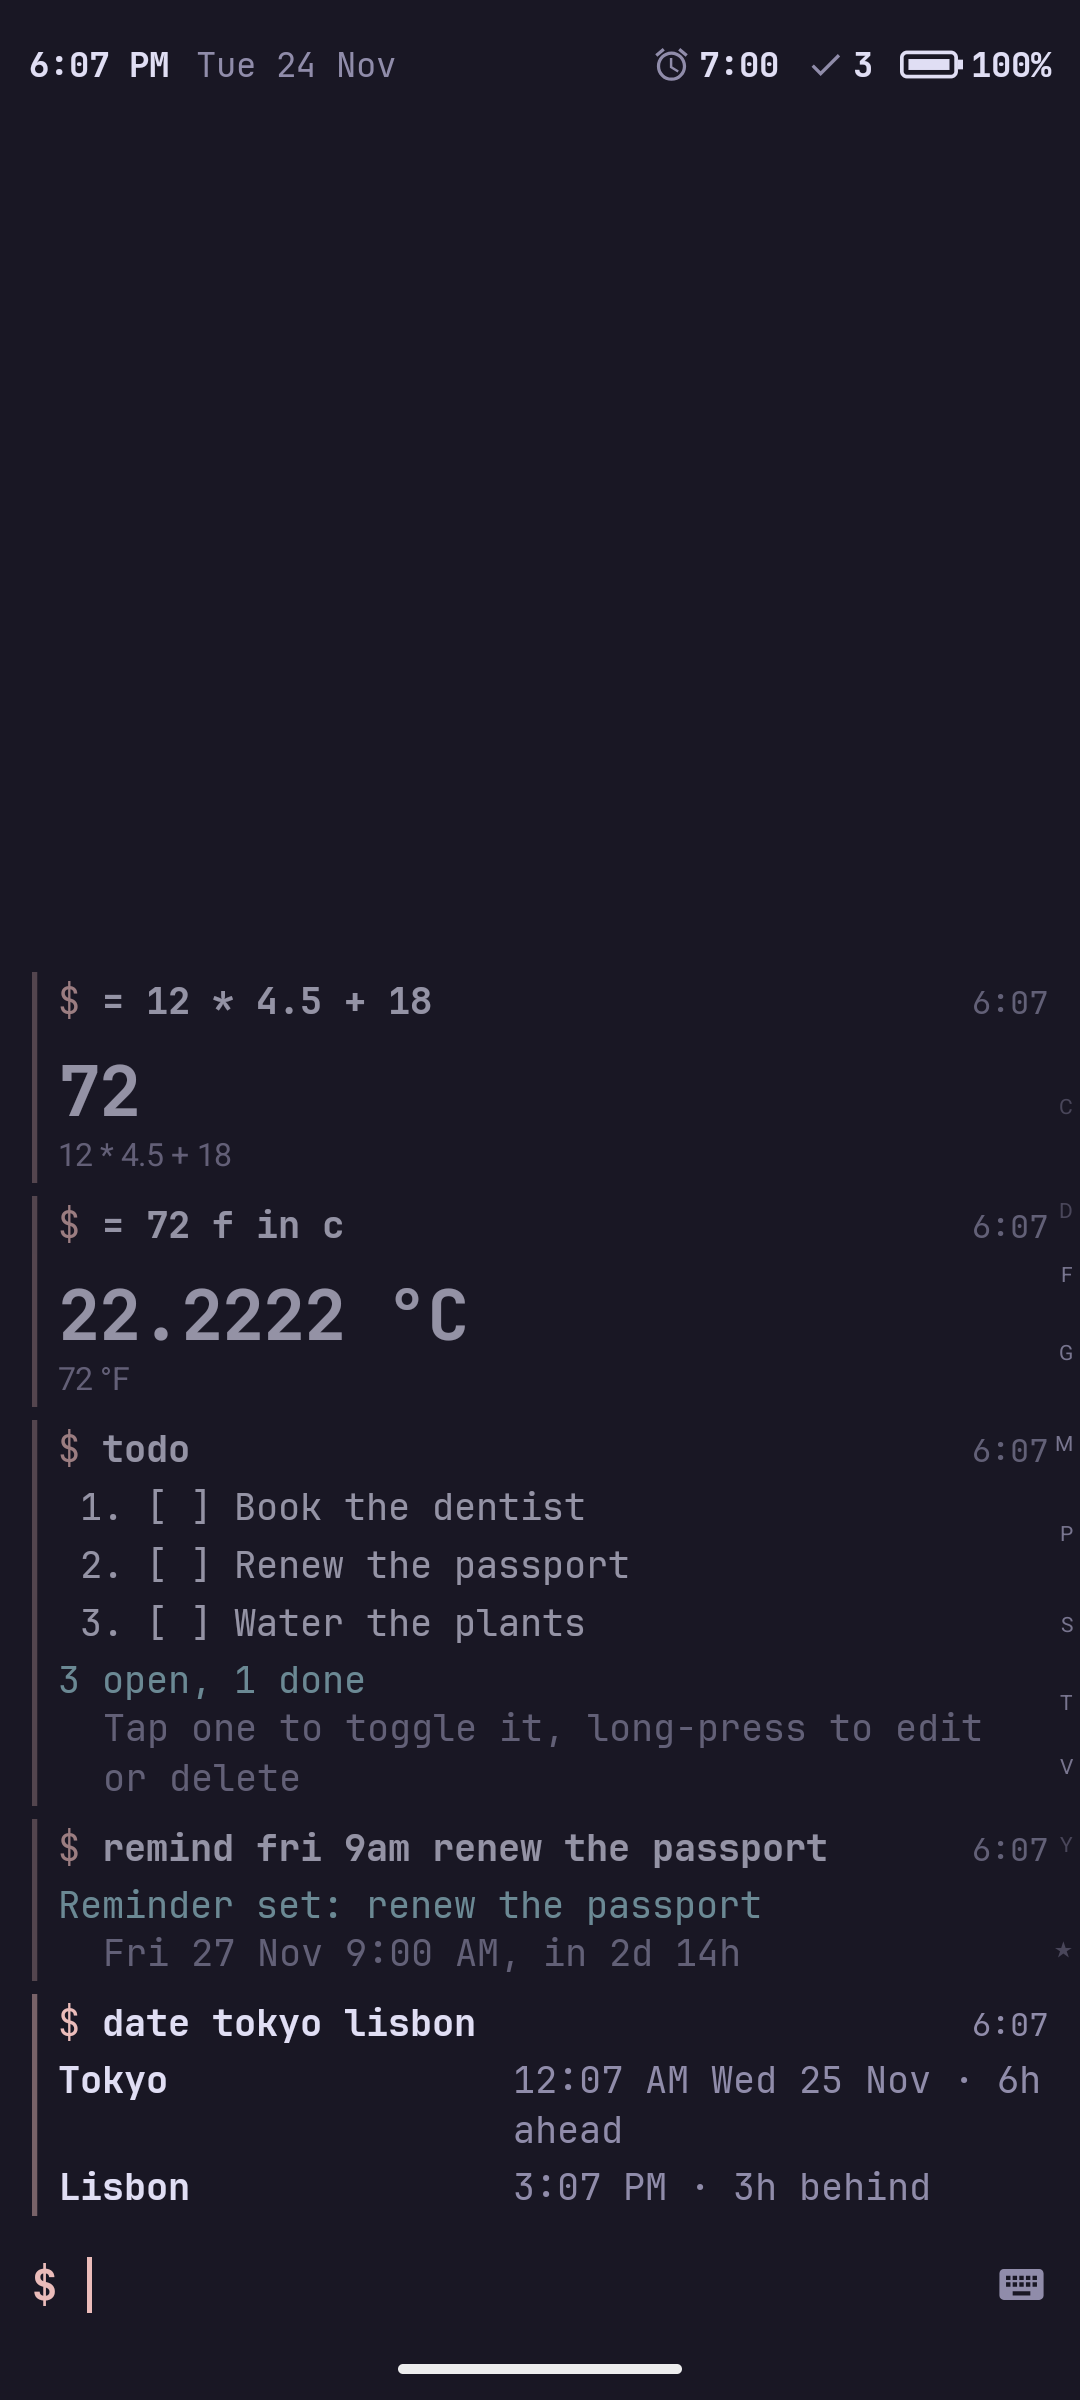 6:07 PM Tue 24 Nov 7:00 3 100%
$ = 12 * 4.5 + 18 6:07
72
12 * 4.5 + 18
C
$ = 72 f in c 6:07
D
F
22.2222 °C
G
72 °F
$ todo 6:07
M
1. [ ] Book the dentist
P
2. [ ] Renew the passport
3. [ ] Water the plants
S
3 open, 1 done
T
Tap one to toggle it, long-press to edit
V
or delete
$ remind fri 9am renew the passport 6:07
Y
Reminder set: renew the passport
Fri 27 Nov 9:00 AM, in 2d 14h
★
$ date tokyo lisbon 6:07
Tokyo 12:07 AM Wed 25 Nov · 6h
ahead
Lisbon 3:07 PM · 3h behind
$